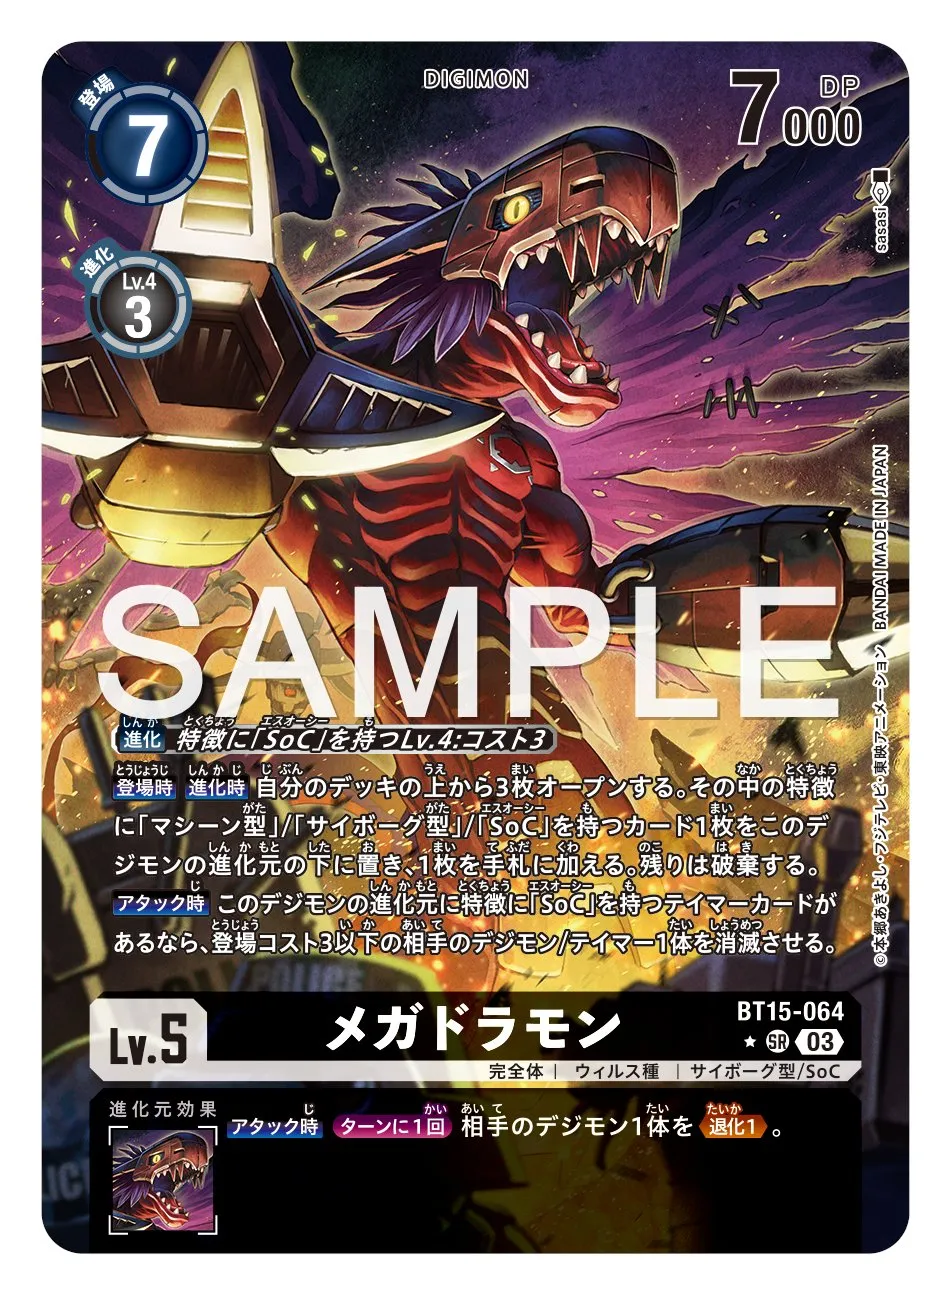 登場
7
DIGIMON
7000
DP
sasasi
進化
Lv.4
3
SAMPLE
©本郷あきよし・フジテレビ・東映アニメーション BANDAI MADE IN JAPAN
進化 特徴に「SoC」を持つLv.4:コスト3
登場時 進化時 自分のデッキの上から3枚オープンする。その中の特徴
に「マシーン型」/「サイボーグ型」/「SoC」を持つカード1枚をこのデ
ジモンの進化元の下に置き、1枚を手札に加える。残りは破棄する。
アタック時 このデジモンの進化元に特徴に「SoC」を持つテイマーカードが
あるなら、登場コスト3以下の相手のデジモン/テイマー1体を消滅させる。
POLICE
Lv.5
メガドラモン
BT15-064
★ SR 03
完全体 | ウィルス種 | サイボーグ型/SoC
進化元効果
アタック時 ターンに1回 相手のデジモン1体を 退化1 。